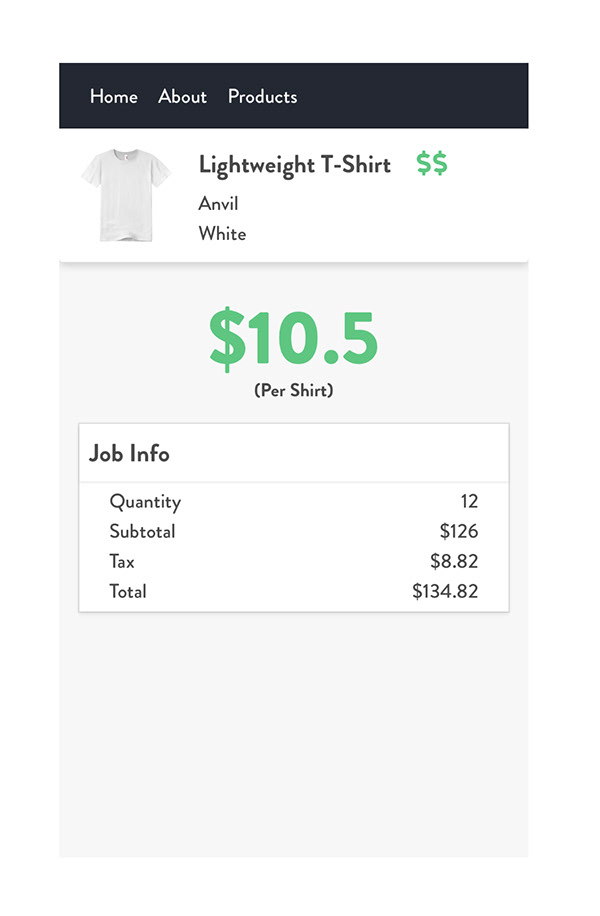 Home About Products
Lightweight T-Shirt $$
Anvil
White
$10.5
(Per Shirt)
Job Info
Quantity 12
Subtotal $126
Tax $8.82
Total $134.82